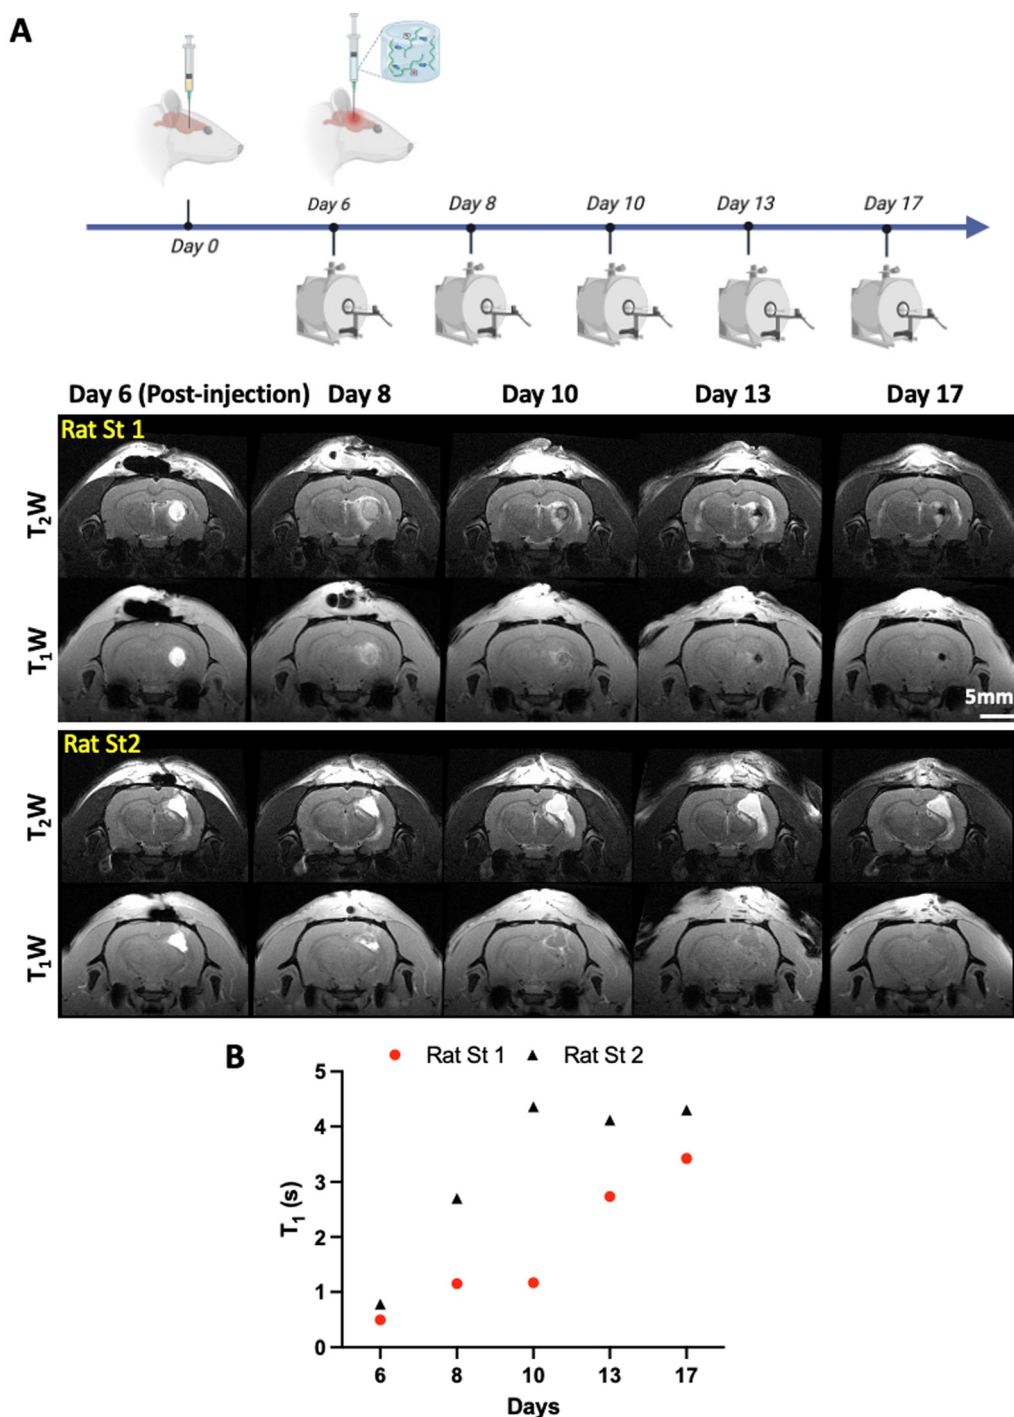 A
Day 6
Day 8
Day 10
Day 13
Day 17
Day 0
Day 6 (Post-injection)
Day 8
Day 10
Day 13
Day 17
Rat St 1
T₂W
T₁W
5mm
Rat St2
T₂W
T₁W
B
Rat St 1
Rat St 2
5
4
3
2
1
0
T₁ (s)
6
8
10
13
17
Days